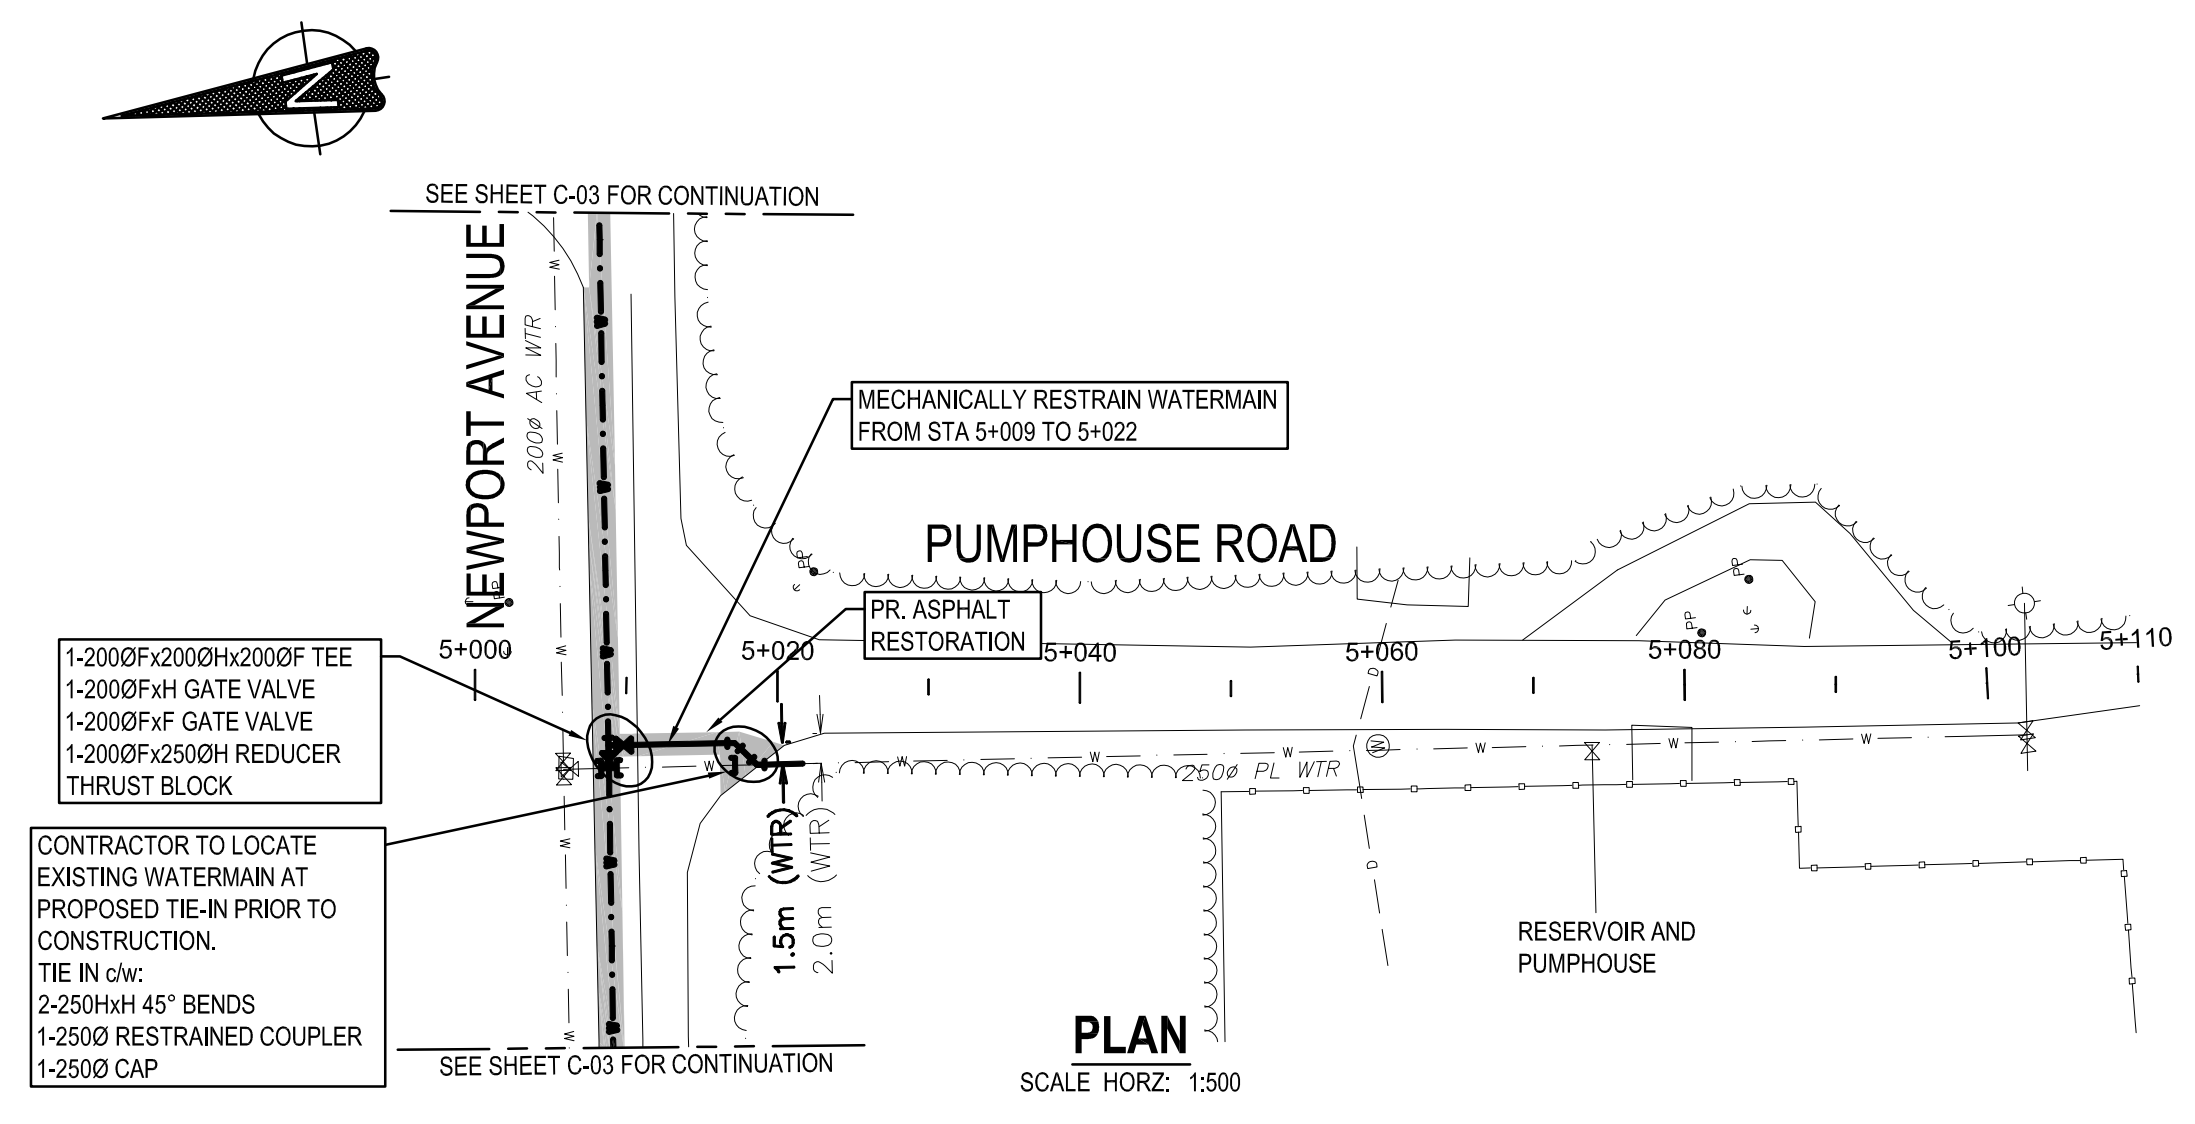 N
SEE SHEET C-03 FOR CONTINUATION
NEWPORT AVENUE
200ø AC WTR
W
W
W
W
W
W
W
W
W
W
MECHANICALLY RESTRAIN WATERMAIN
FROM STA 5+009 TO 5+022
PUMPHOUSE ROAD
PP
PP
PP
PP
PR. ASPHALT
RESTORATION
5+000
5+020
5+040
5+060
5+080
5+100
5+110
1-200ØFx200ØHx200ØF TEE
1-200ØFxH GATE VALVE
1-200ØFxF GATE VALVE
1-200ØFx250ØH REDUCER
THRUST BLOCK
D
W
W
W
W
W
W
W
W
250ø PL WTR
1.5m (WTR)
2.0m (WTR)
D
CONTRACTOR TO LOCATE
EXISTING WATERMAIN AT
PROPOSED TIE-IN PRIOR TO
CONSTRUCTION.
TIE IN c/w:
2-250HxH 45° BENDS
1-250Ø RESTRAINED COUPLER
1-250Ø CAP
RESERVOIR AND
PUMPHOUSE
SEE SHEET C-03 FOR CONTINUATION
PLAN
SCALE HORZ: 1:500